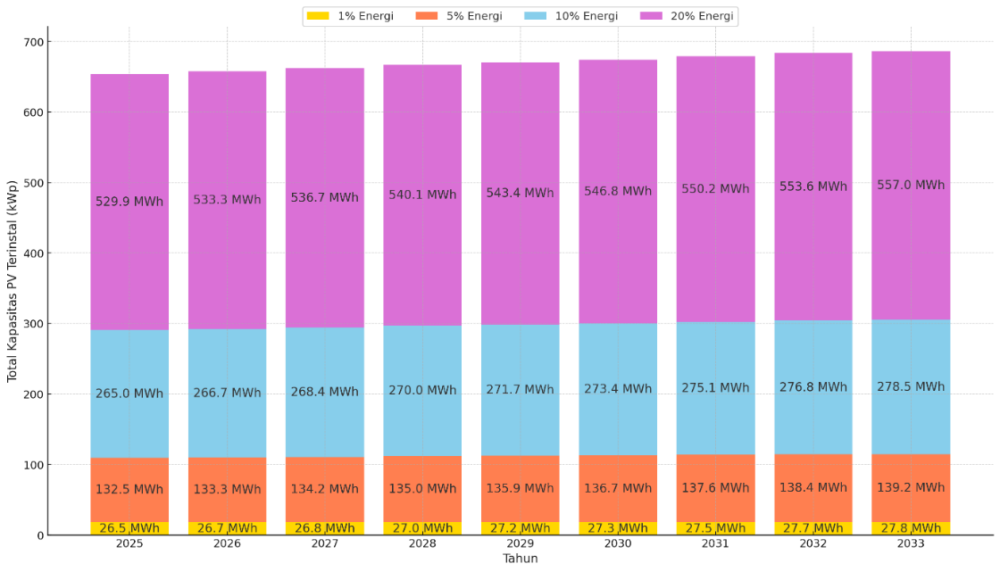 1% Energi 5% Energi 10% Energi 20% Energi
Total Kapasitas PV Terinstal (kWp)
700
600
500
400
300
200
100
0
529.9 MWh 533.3 MWh 536.7 MWh 540.1 MWh 543.4 MWh 546.8 MWh 550.2 MWh 553.6 MWh 557.0 MWh
265.0 MWh 266.7 MWh 268.4 MWh 270.0 MWh 271.7 MWh 273.4 MWh 275.1 MWh 276.8 MWh 278.5 MWh
132.5 MWh 133.3 MWh 134.2 MWh 135.0 MWh 135.9 MWh 136.7 MWh 137.6 MWh 138.4 MWh 139.2 MWh
26.5 MWh 26.7 MWh 26.8 MWh 27.0 MWh 27.2 MWh 27.3 MWh 27.5 MWh 27.7 MWh 27.8 MWh
2025 2026 2027 2028 2029 2030 2031 2032 2033
Tahun